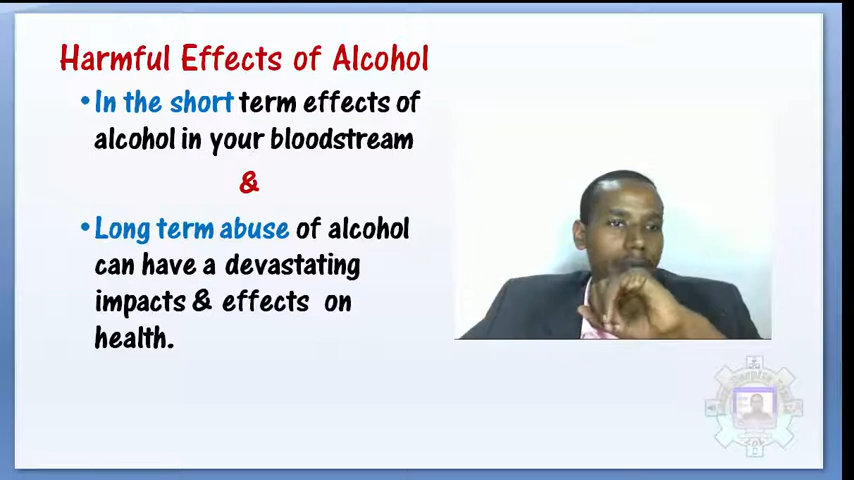 Harmful Effects of Alcohol
•In the short term effects of
alcohol in your bloodstream
&
•Long term abuse of alcohol
can have a devastating
impacts & effects on
health.